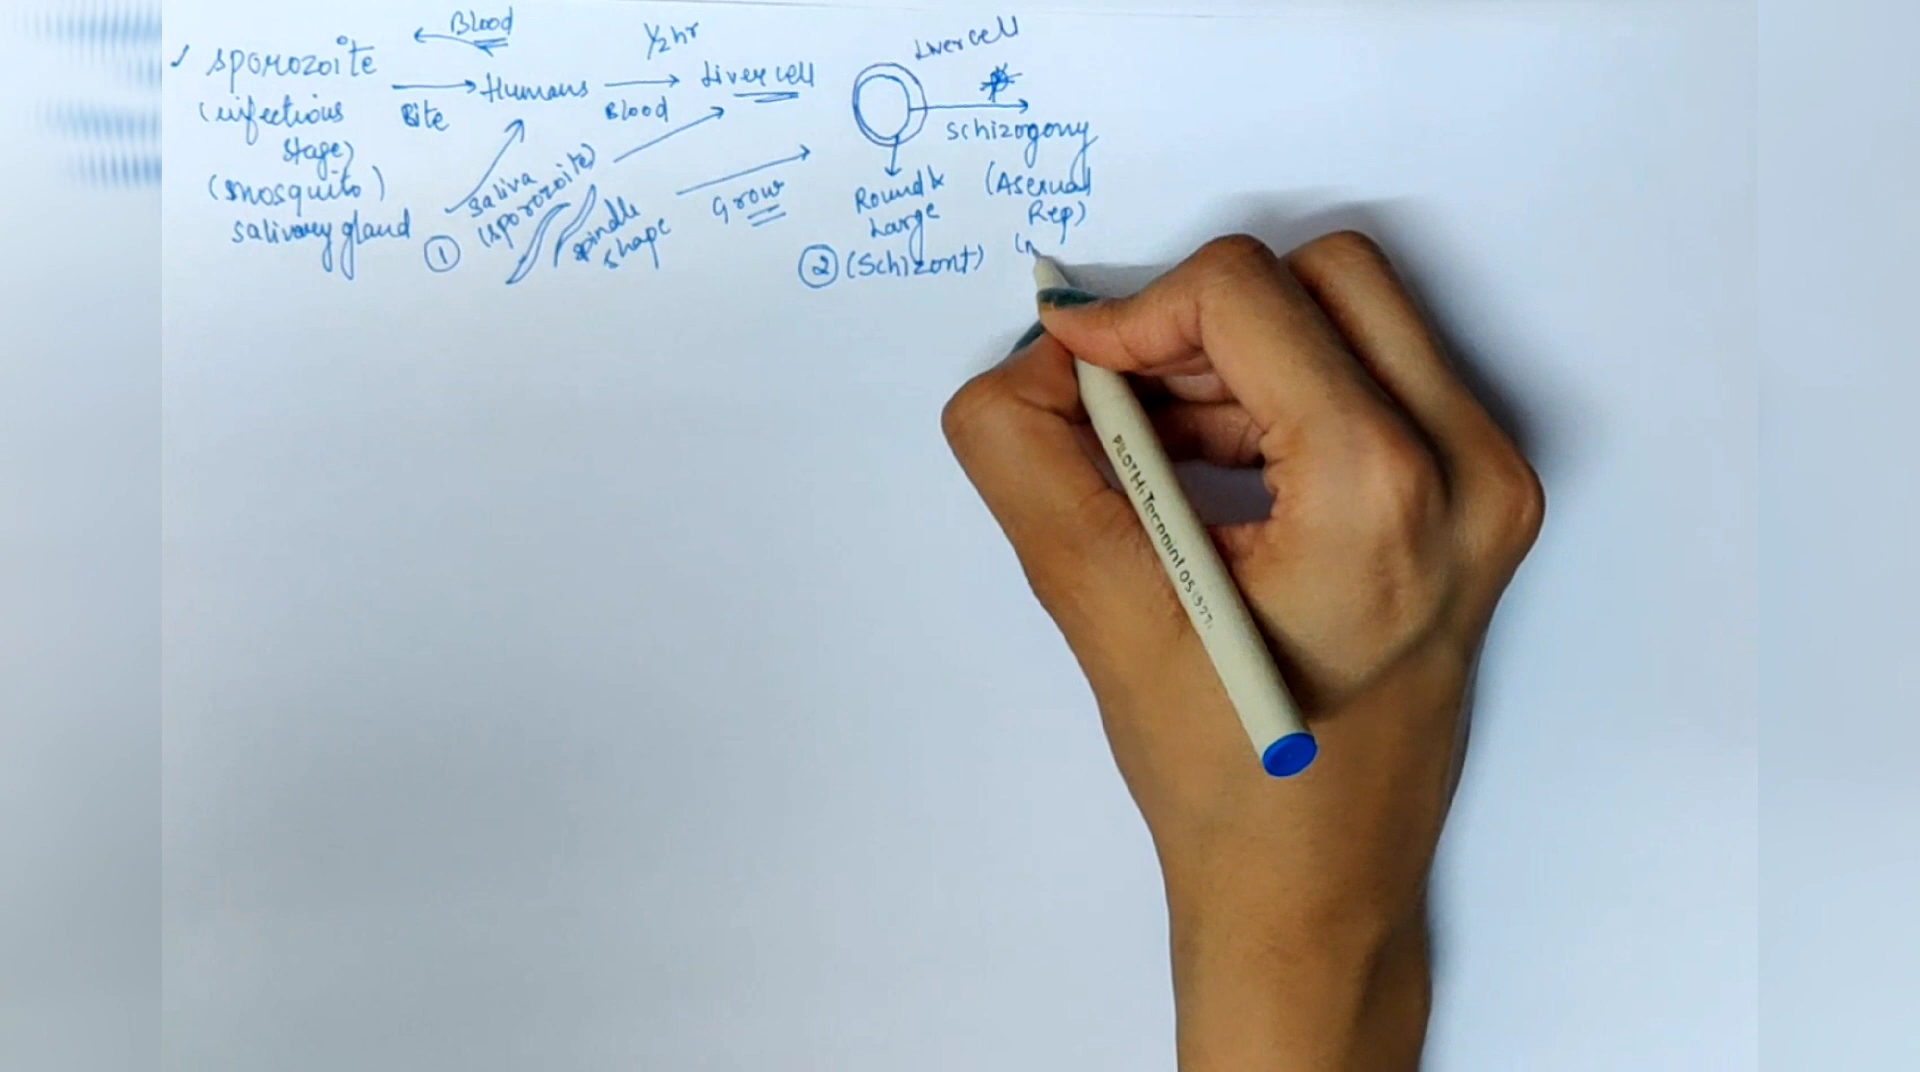 Blood
✓ sporozoite
(infectious
stage)
(mosquito)
salivary gland
Bite
Humans
½ hr
Blood
Liver cell
①
saliva
(sporozoite)
spindle
shape
Grow
Liver cell
Round &
Large
② (Schizont)
schizogony
(Asexual
Rep)
PILOT Hi-Tecpoint 05